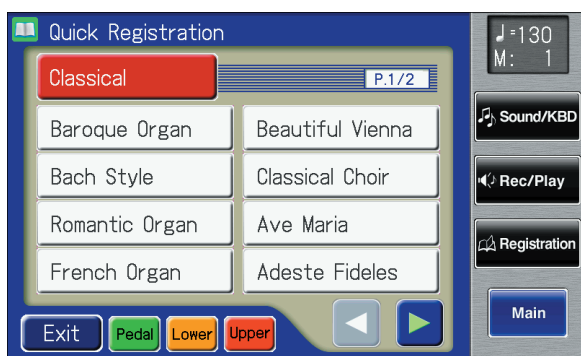 Quick Registration
Classical
P.1/2
Baroque Organ
Beautiful Vienna
Bach Style
Classical Choir
Romantic Organ
Ave Maria
French Organ
Adeste Fideles
Exit
Pedal
Lower
Upper
♩=130
M: 1
Sound/KBD
Rec/Play
Registration
Main